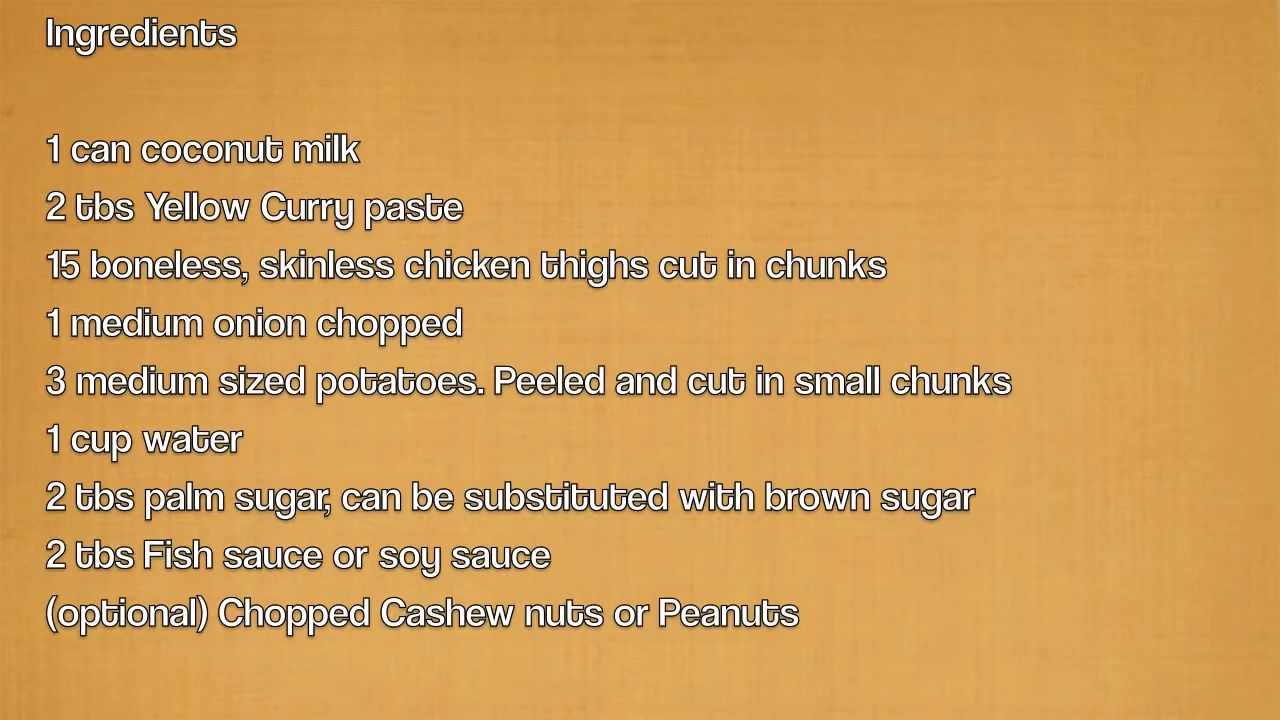 Ingredients
1 can coconut milk
2 tbs Yellow Curry paste
15 boneless, skinless chicken thighs cut in chunks
1 medium onion chopped
3 medium sized potatoes. Peeled and cut in small chunks
1 cup water
2 tbs palm sugar, can be substituted with brown sugar
2 tbs Fish sauce or soy sauce
(optional) Chopped Cashew nuts or Peanuts